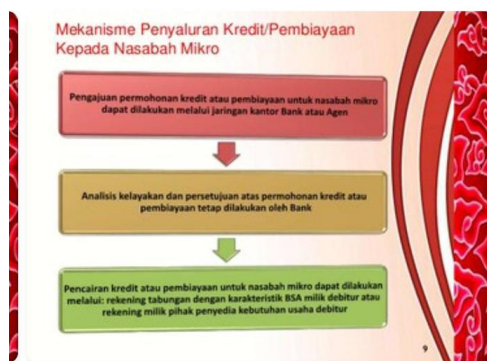 Mekanisme Penyaluran Kredit/Pembiayaan
Kepada Nasabah Mikro
Pengajuan permohonan kredit atau pembiayaan untuk nasabah mikro
dapat dilakukan melalui jaringan kantor Bank atau Agen
Analisis kelayakan dan persetujuan atas permohonan kredit atau
pembiayaan tetap dilakukan oleh Bank
Pencairan kredit atau pembiayaan untuk nasabah mikro dapat dilakukan
melalui: rekening tabungan dengan karakteristik BSA milik debitur atau
rekening milik pihak penyedia kebutuhan usaha debitur
9